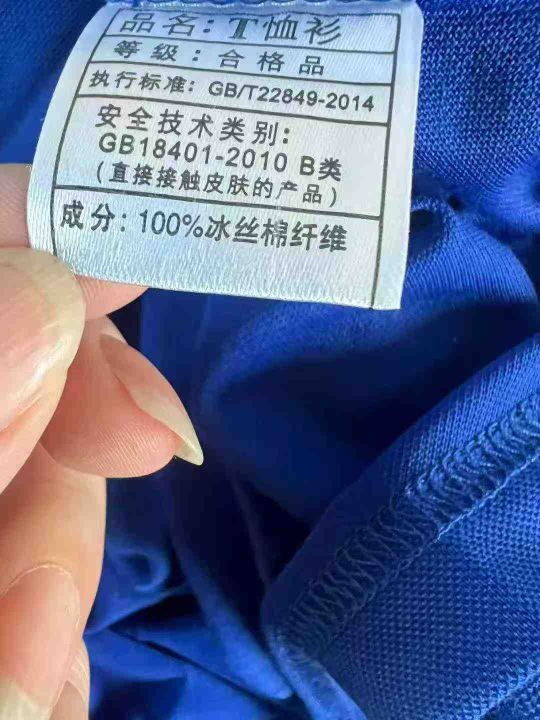 品名:T恤衫
等级:合格品
执行标准:GB/T22849-2014
安全技术类别:
GB18401-2010 B类
(直接接触皮肤的产品)
成分:100%冰丝棉纤维